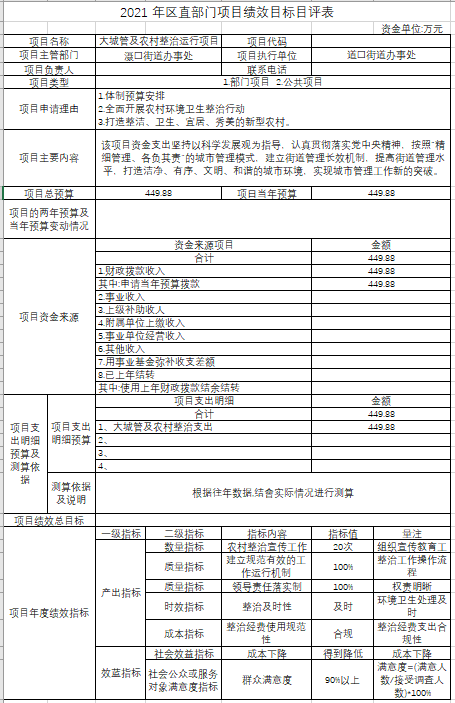 2021 年区直部门项目绩效目标目评表
资金单位:万元
项目名称 大城管及农村整治运行项目 项目代码
项目主管部门 滠口街道办事处 项目执行单位 道口街道办事处
项目负责人 联系电话
项目类型 1.部门项目 2.公共项目
项目申请理由
1.体制预算安排
2.全面开展农村环境卫生整治行动
3.打造整洁、卫生、宜居、秀美的新型农村。
项目主要内容
该项目资金支出坚持以科学发展观为指导，认真贯彻落实党中央精神，按照"精
细管理、各负其责"的城市管理模式，建立街道管理长效机制，提高街道管理水
平，打造洁净、有序、文明、和谐的城市环境，实现城市管理工作新的突破。
项目总预算 449.88 项目当年预算 449.88
项目的两年预算及
当年预算变动情况
项目资金来源
资金来源项目 金额
合计 449.88
1.财政拨款收入 449.88
其中:申请当年预算拨款 449.88
2.事业收入
3.上级补助收入
4.附属单位上缴收入
5.事业单位经营收入
6.其他收入
7.用事业基金弥补收支差额
8.已上年结转
其中:使用上年财政拨款结余结转
项目支
出明细
预算及
测算依
据
项目支出
明细预算
项目支出明细 金额
合计 449.88
1、大城管及农村整治支出 449.88
2、
3、
4、
测算依据
及说明
根据往年数据,结合实际情况进行测算
项目绩效总目标
项目年度绩效指标
一级指标 二级指标 指标内容 指标值 备注
产出指标
数量指标 农村整治宣传工作 20次 组织宣传教育工
质量指标 建立规范有效的工
作运行机制 100% 整治工作操作流
程
质量指标 领导责任落实制 100% 权责明晰
时效指标 整治及时性 及时 环境卫生处理及
时
成本指标 整治经费使用规范
性 合规 整治经费支出合
规性
效益指标
社会效益指标 成本下降 得到降低 成本下降
社会公众或服务
对象满意度指标 群众满意度 90%以上 满意度=(满意人
数/接受调查人
数)*100%